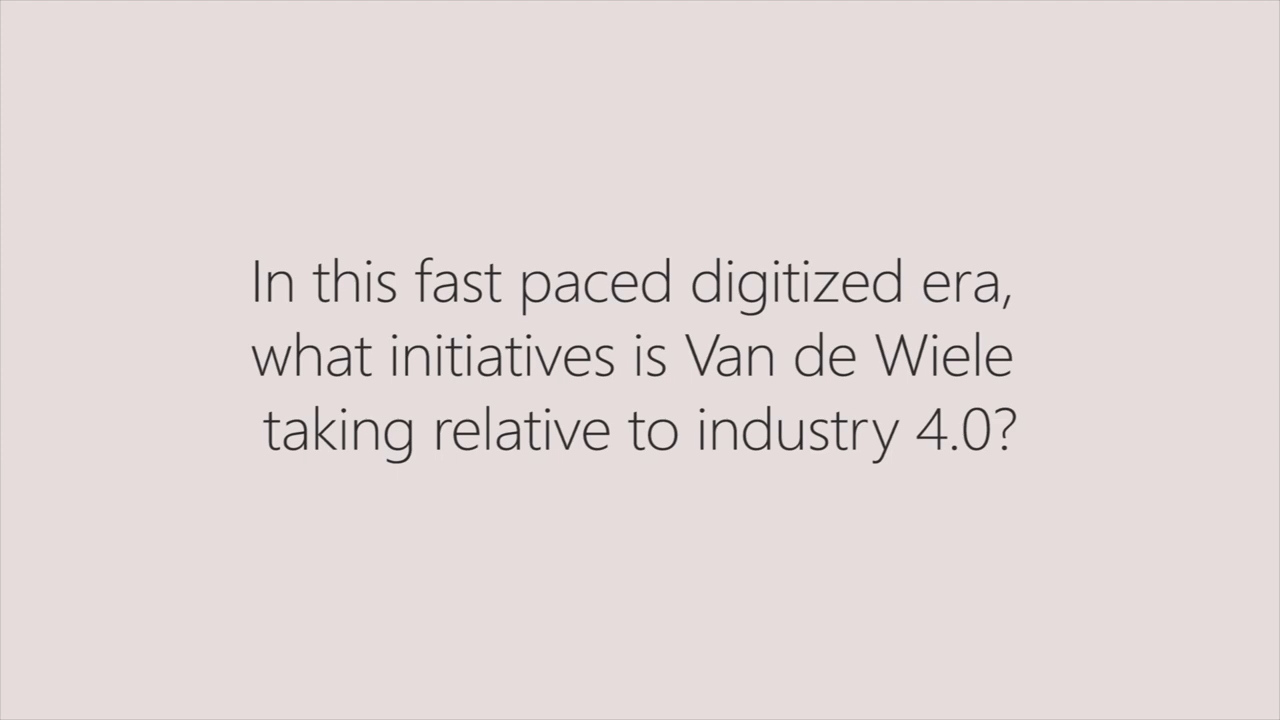 In this fast paced digitized era,
what initiatives is Van de Wiele
taking relative to industry 4.0?